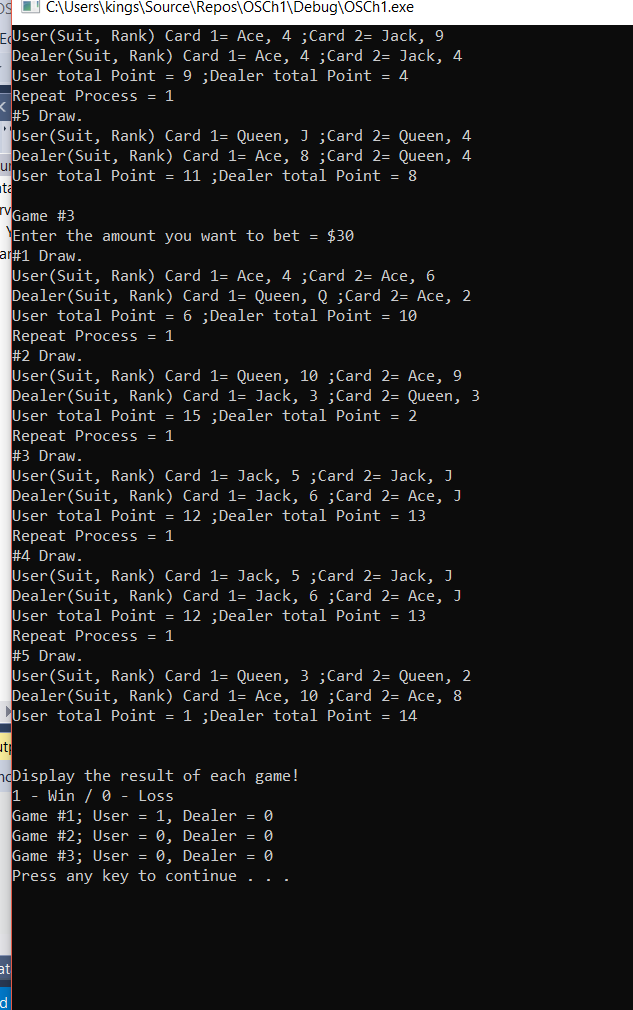 C:\Users\kings\Source\Repos\OSCh1\Debug\OSCh1.exe
User(Suit, Rank) Card 1= Ace, 4 ;Card 2= Jack, 9
Dealer(Suit, Rank) Card 1= Ace, 4 ;Card 2= Jack, 4
User total Point = 9 ;Dealer total Point = 4
Repeat Process = 1
#5 Draw.
User(Suit, Rank) Card 1= Queen, J ;Card 2= Queen, 4
Dealer(Suit, Rank) Card 1= Ace, 8 ;Card 2= Queen, 4
User total Point = 11 ;Dealer total Point = 8

Game #3
Enter the amount you want to bet = $30
#1 Draw.
User(Suit, Rank) Card 1= Ace, 4 ;Card 2= Ace, 6
Dealer(Suit, Rank) Card 1= Queen, Q ;Card 2= Ace, 2
User total Point = 6 ;Dealer total Point = 10
Repeat Process = 1
#2 Draw.
User(Suit, Rank) Card 1= Queen, 10 ;Card 2= Ace, 9
Dealer(Suit, Rank) Card 1= Jack, 3 ;Card 2= Queen, 3
User total Point = 15 ;Dealer total Point = 2
Repeat Process = 1
#3 Draw.
User(Suit, Rank) Card 1= Jack, 5 ;Card 2= Jack, J
Dealer(Suit, Rank) Card 1= Jack, 6 ;Card 2= Ace, J
User total Point = 12 ;Dealer total Point = 13
Repeat Process = 1
#4 Draw.
User(Suit, Rank) Card 1= Jack, 5 ;Card 2= Jack, J
Dealer(Suit, Rank) Card 1= Jack, 6 ;Card 2= Ace, J
User total Point = 12 ;Dealer total Point = 13
Repeat Process = 1
#5 Draw.
User(Suit, Rank) Card 1= Queen, 3 ;Card 2= Queen, 2
Dealer(Suit, Rank) Card 1= Ace, 10 ;Card 2= Ace, 8
User total Point = 1 ;Dealer total Point = 14

Display the result of each game!
1 - Win / 0 - Loss
Game #1; User = 1, Dealer = 0
Game #2; User = 0, Dealer = 0
Game #3; User = 0, Dealer = 0
Press any key to continue . . .